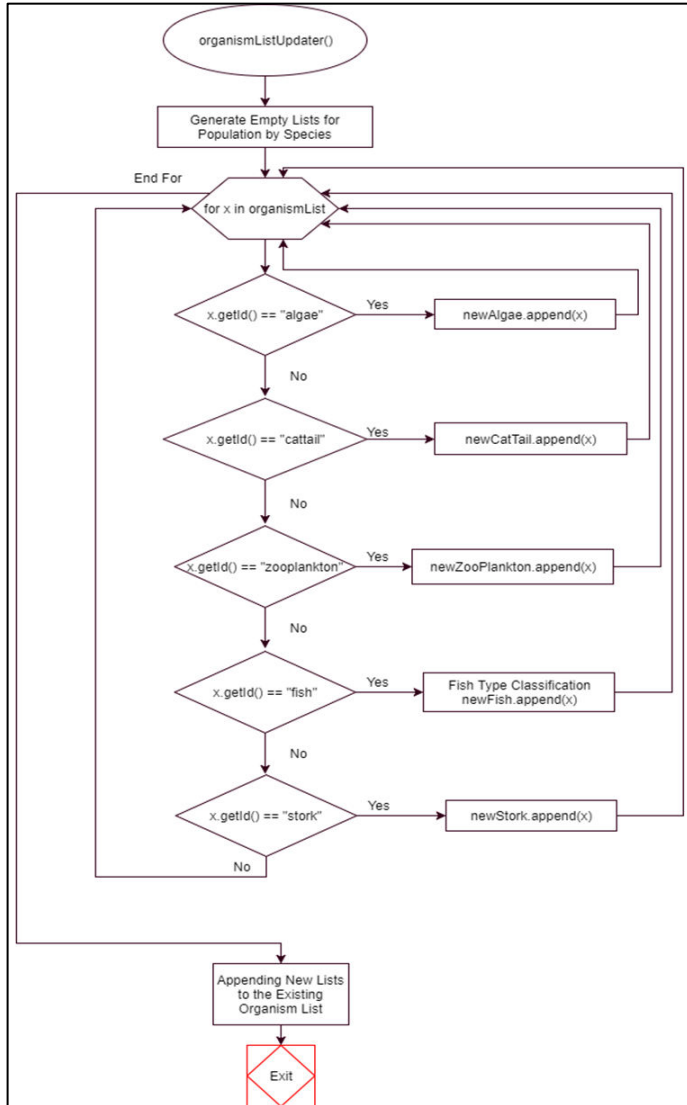 organismListUpdater()
Generate Empty Lists for
Population by Species
End For
for x in organismList
x.getId() == "algae"
Yes
newAlgae.append(x)
No
x.getId() == "cattail"
Yes
newCatTail.append(x)
No
x.getId() == "zooplankton"
Yes
newZooPlankton.append(x)
No
x.getId() == "fish"
Yes
Fish Type Classification
newFish.append(x)
No
x.getId() == "stork"
Yes
newStork.append(x)
No
Appending New Lists
to the Existing
Organism List
Exit